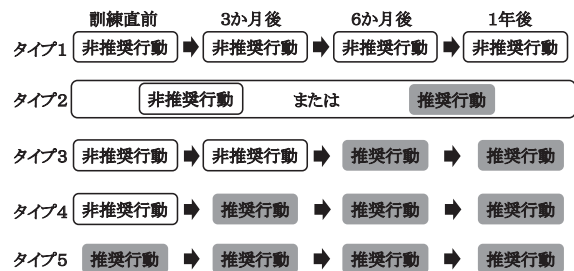 訓練直前 3か月後 6か月後 1年後
タイプ1 非推奨行動 ➡ 非推奨行動 ➡ 非推奨行動 ➡ 非推奨行動
タイプ2 非推奨行動 または 推奨行動
タイプ3 非推奨行動 ➡ 非推奨行動 ➡ 推奨行動 ➡ 推奨行動
タイプ4 非推奨行動 ➡ 推奨行動 ➡ 推奨行動 ➡ 推奨行動
タイプ5 推奨行動 ➡ 推奨行動 ➡ 推奨行動 ➡ 推奨行動